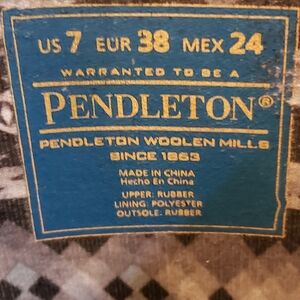 US 7 EUR 38 MEX 24
WARRANTED TO BE A
PENDLETON®
PENDLETON WOOLEN MILLS
SINCE 1863
MADE IN CHINA
Hecho En China
UPPER: RUBBER
LINING: POLYESTER
OUTSOLE: RUBBER